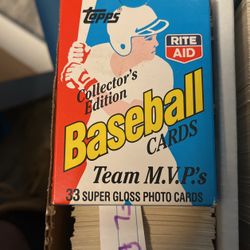 Topps
RITE
AID
Collector's
Edition
Baseball
CARDS
Team M.V.P.'s
33 SUPER GLOSS PHOTO CARDS